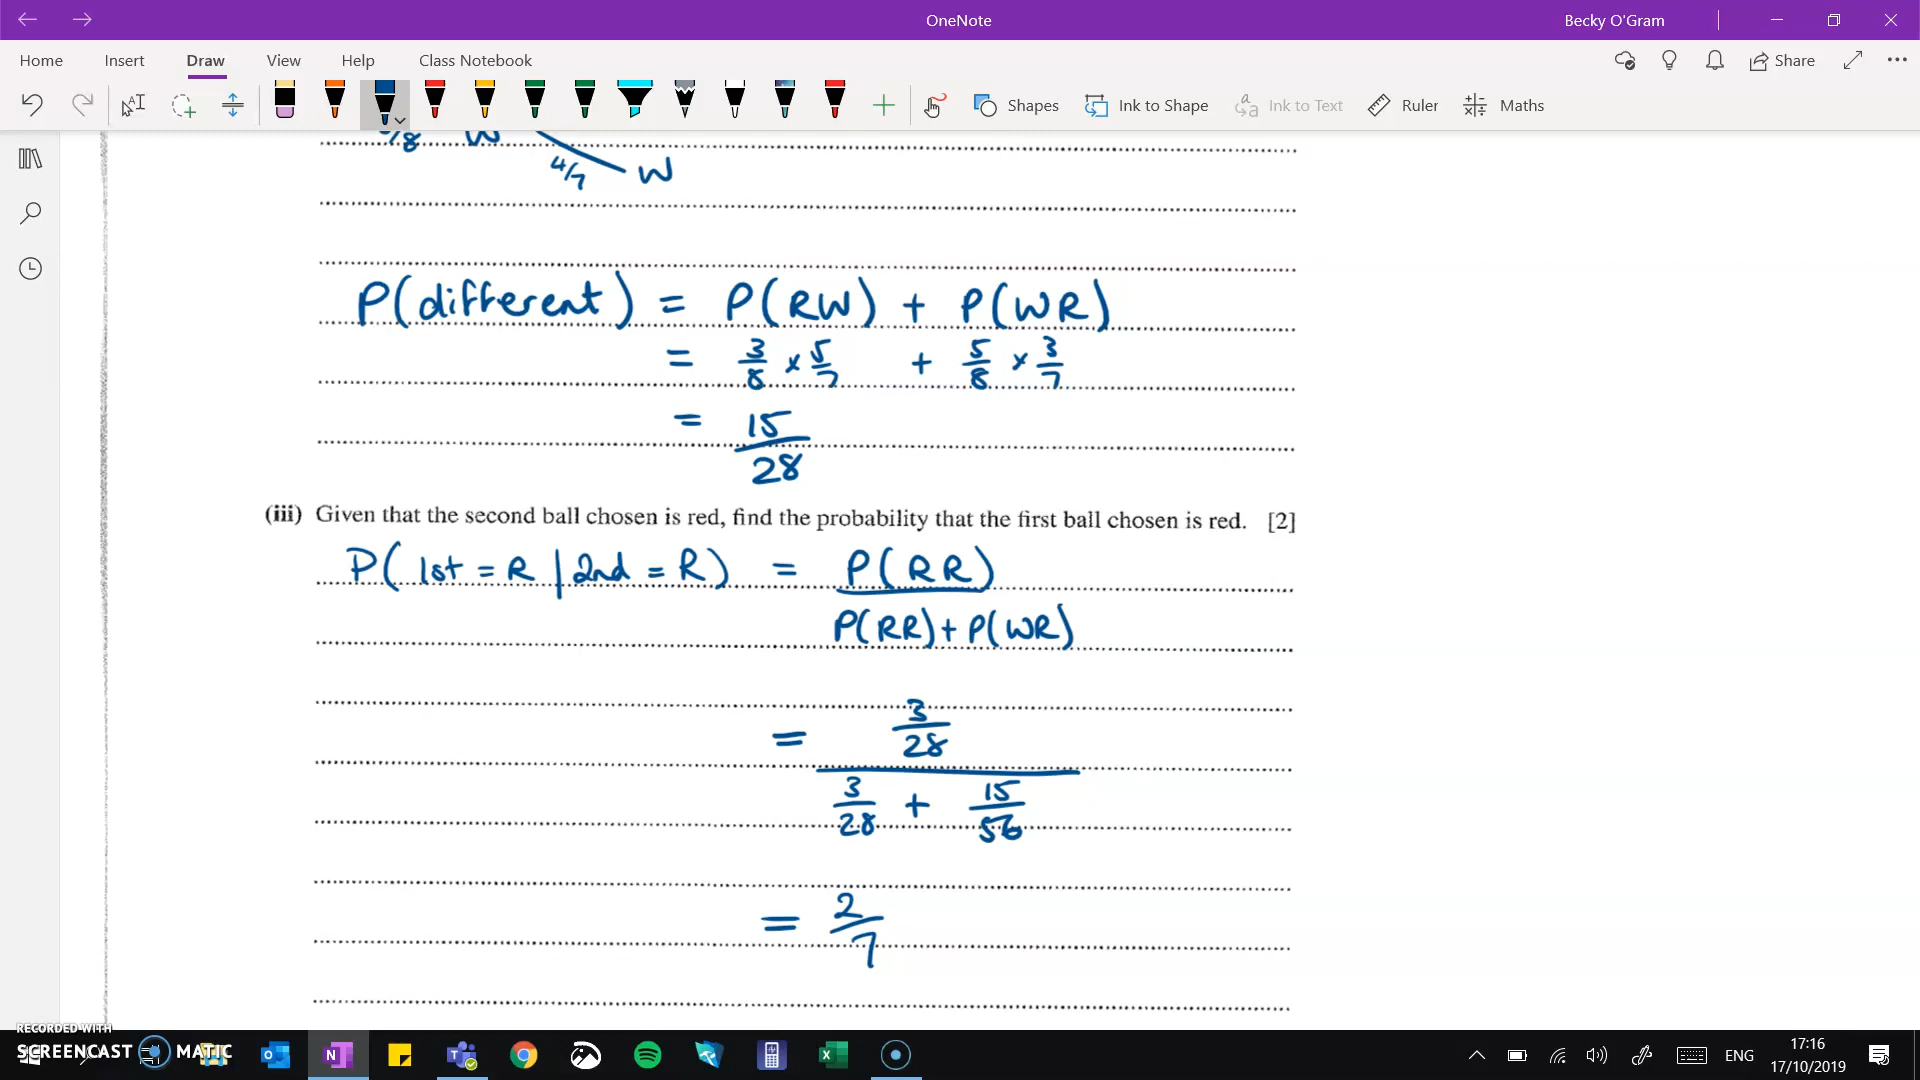 OneNote
Becky O'Gram
Home Insert Draw View Help Class Notebook
Share
Shapes Ink to Shape Ink to Text Ruler Maths
W
4/7 W
P(different) = P(RW) + P(WR)
= 3/8 × 5/7 + 5/8 × 3/7
= 15/28
(iii) Given that the second ball chosen is red, find the probability that the first ball chosen is red. [2]
P(1st = R | 2nd = R) = P(RR)
P(RR) + P(WR)
= 3/28
3/28 + 15/56
= 2/7
RECORDED WITH
SCREENCAST MATIC
ENG
17:16
17/10/2019